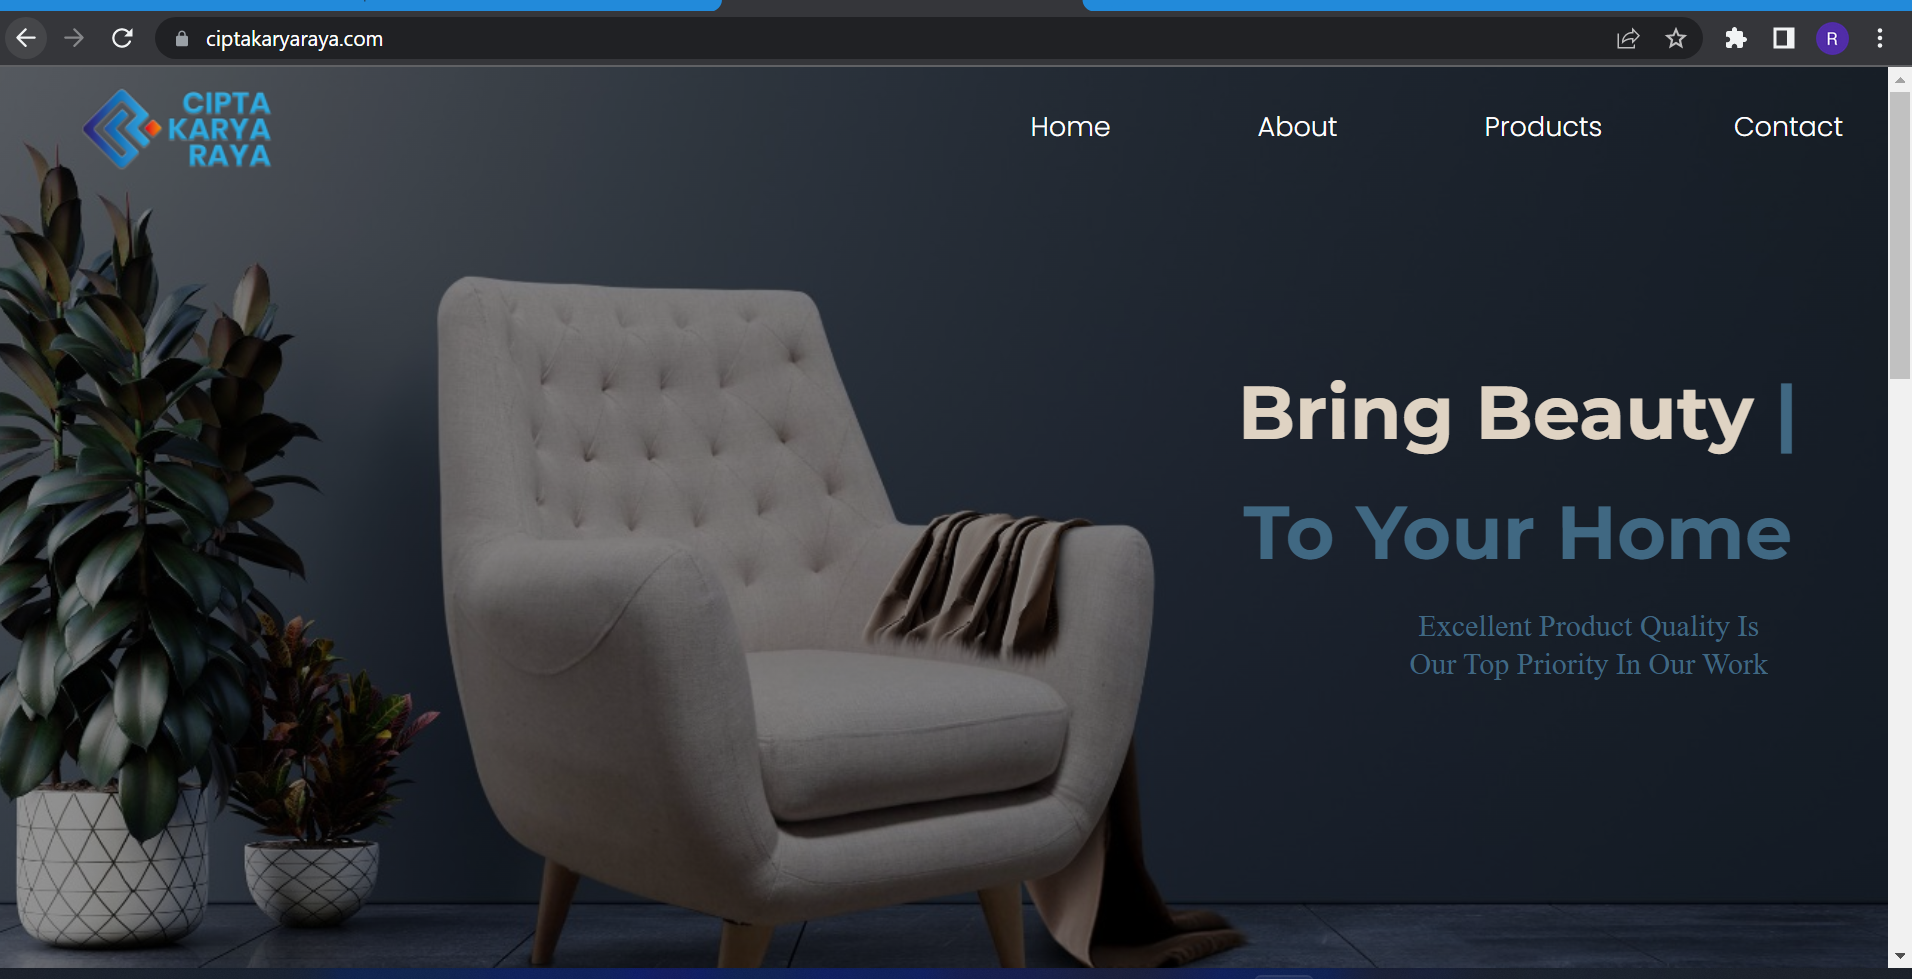 ciptakaryaraya.com
R
CIPTA
KARYA
RAYA
Home
About
Products
Contact
Bring Beauty |
To Your Home
Excellent Product Quality Is
Our Top Priority In Our Work